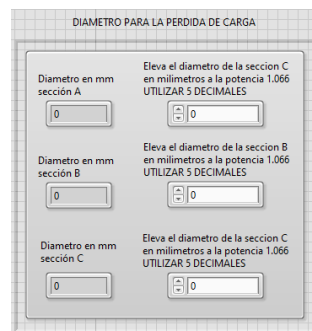 DIAMETRO PARA LA PERDIDA DE CARGA
Diametro en mm
sección A
0
Eleva el diametro de la seccion C
en milimetros a la potencia 1.066
UTILIZAR 5 DECIMALES
0
Diametro en mm
sección B
0
Eleva el diametro de la seccion B
en milimetros a la potencia 1.066
UTILIZAR 5 DECIMALES
0
Diametro en mm
sección C
0
Eleva el diametro de la seccion C
en milimetros a la potencia 1.066
UTILIZAR 5 DECIMALES
0